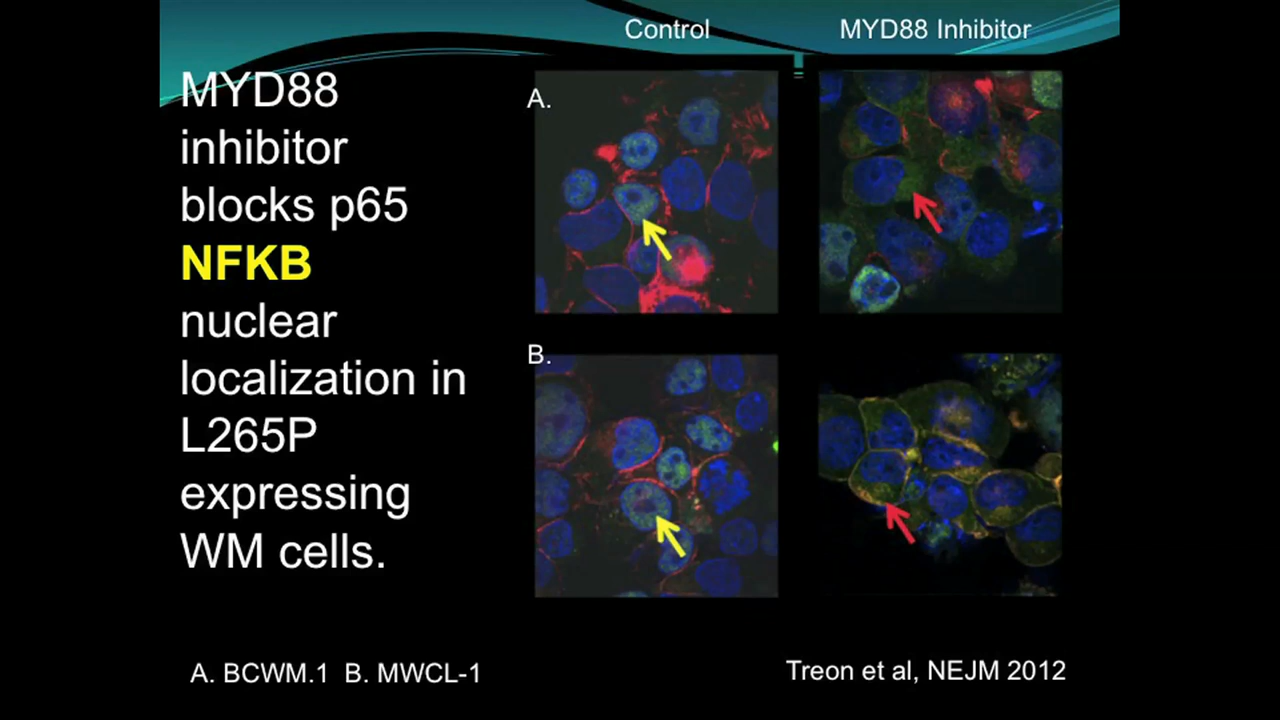 Control
MYD88 Inhibitor
MYD88
inhibitor
blocks p65
NFKB
nuclear
localization in
L265P
expressing
WM cells.
A.
B.
A. BCWM.1 B. MWCL-1
Treon et al, NEJM 2012